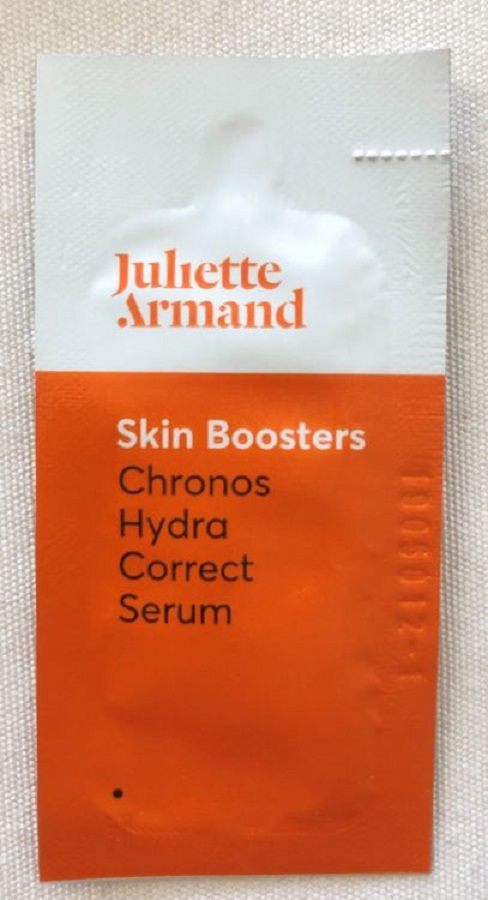 Juliette
Armand
Skin Boosters
Chronos
Hydra
Correct
Serum